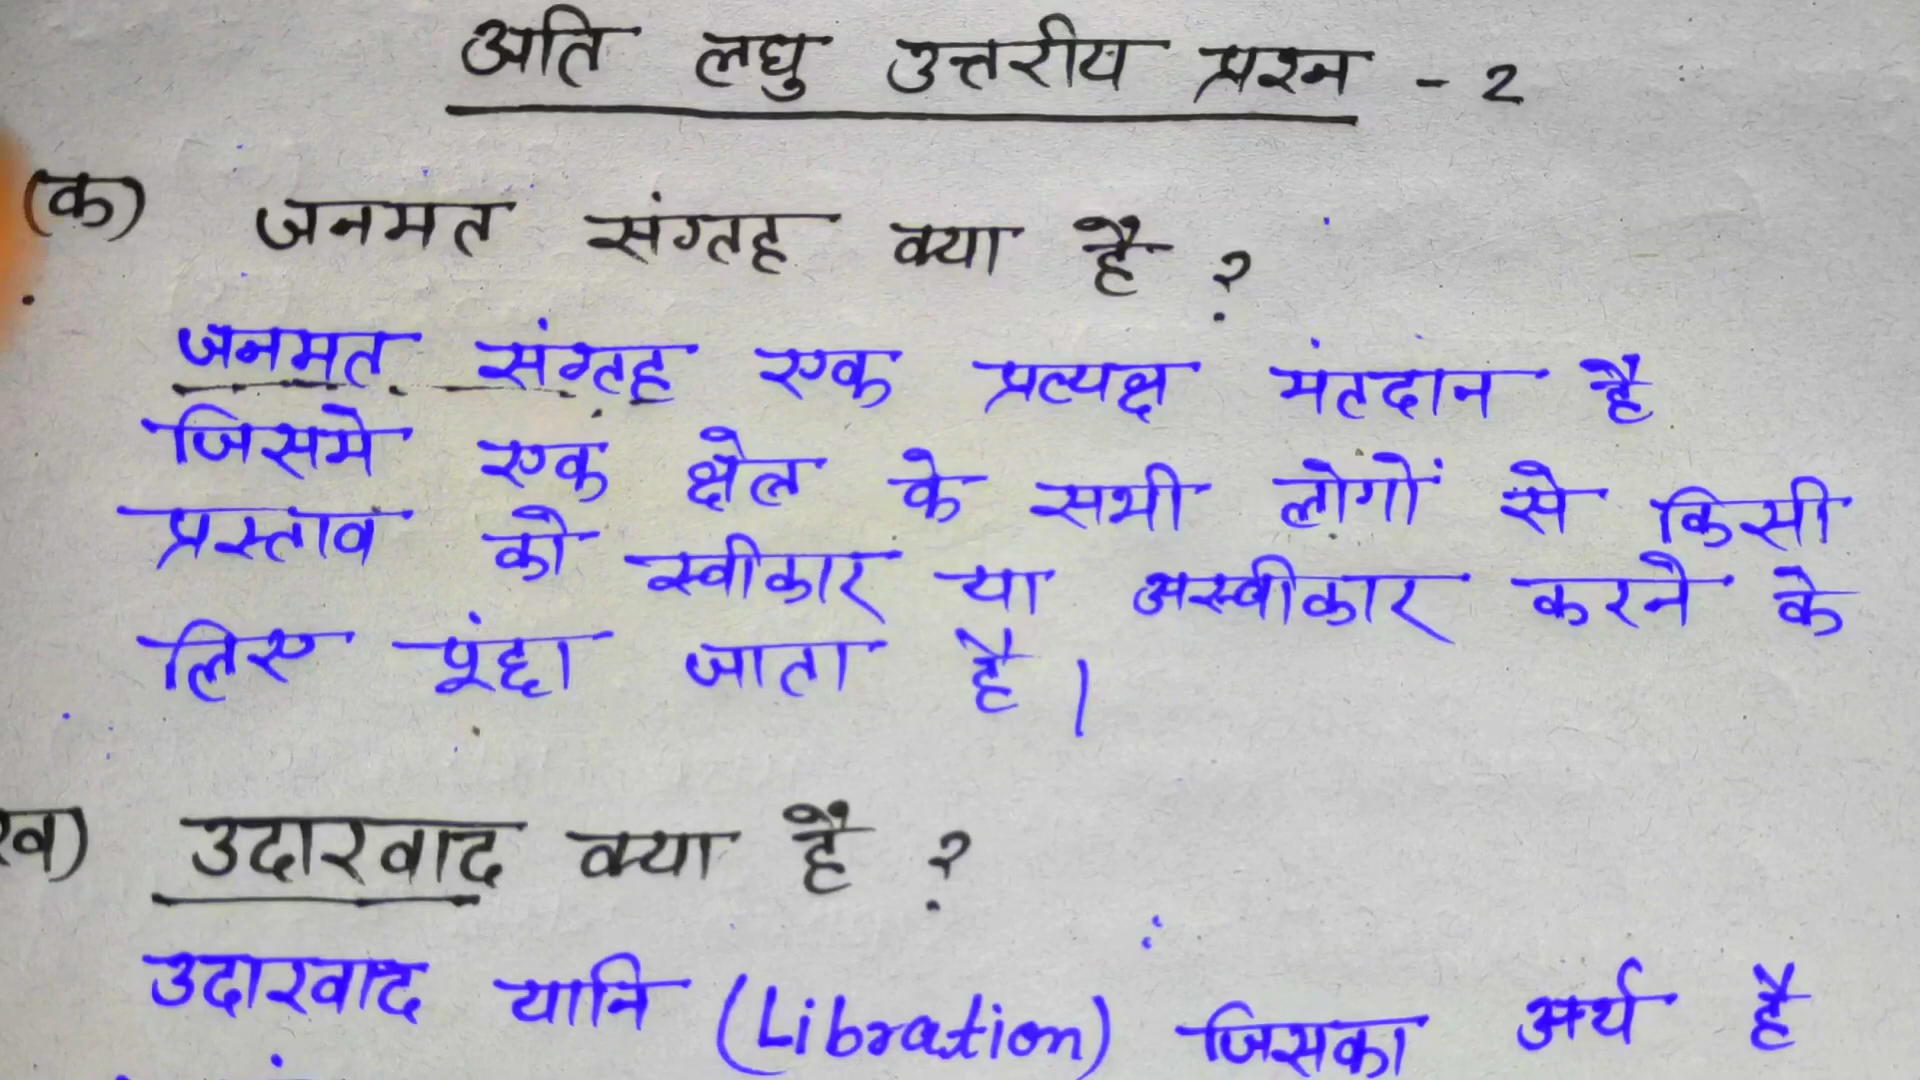 अति लघु उत्तरीय प्रश्न - 2
(क) जनमत संग्रह क्या है ?
जनमत संग्रह एक प्रत्यक्ष मंतदान है
जिसमे एक क्षेत्र के सभी लोगों से किसी
प्रस्ताव को स्वीकार या अस्वीकार करने के
लिए पूंछा जाता है।
ख) उदारवाद क्या है ?
उदारवाद यानि (Libration) जिसका अर्थ है